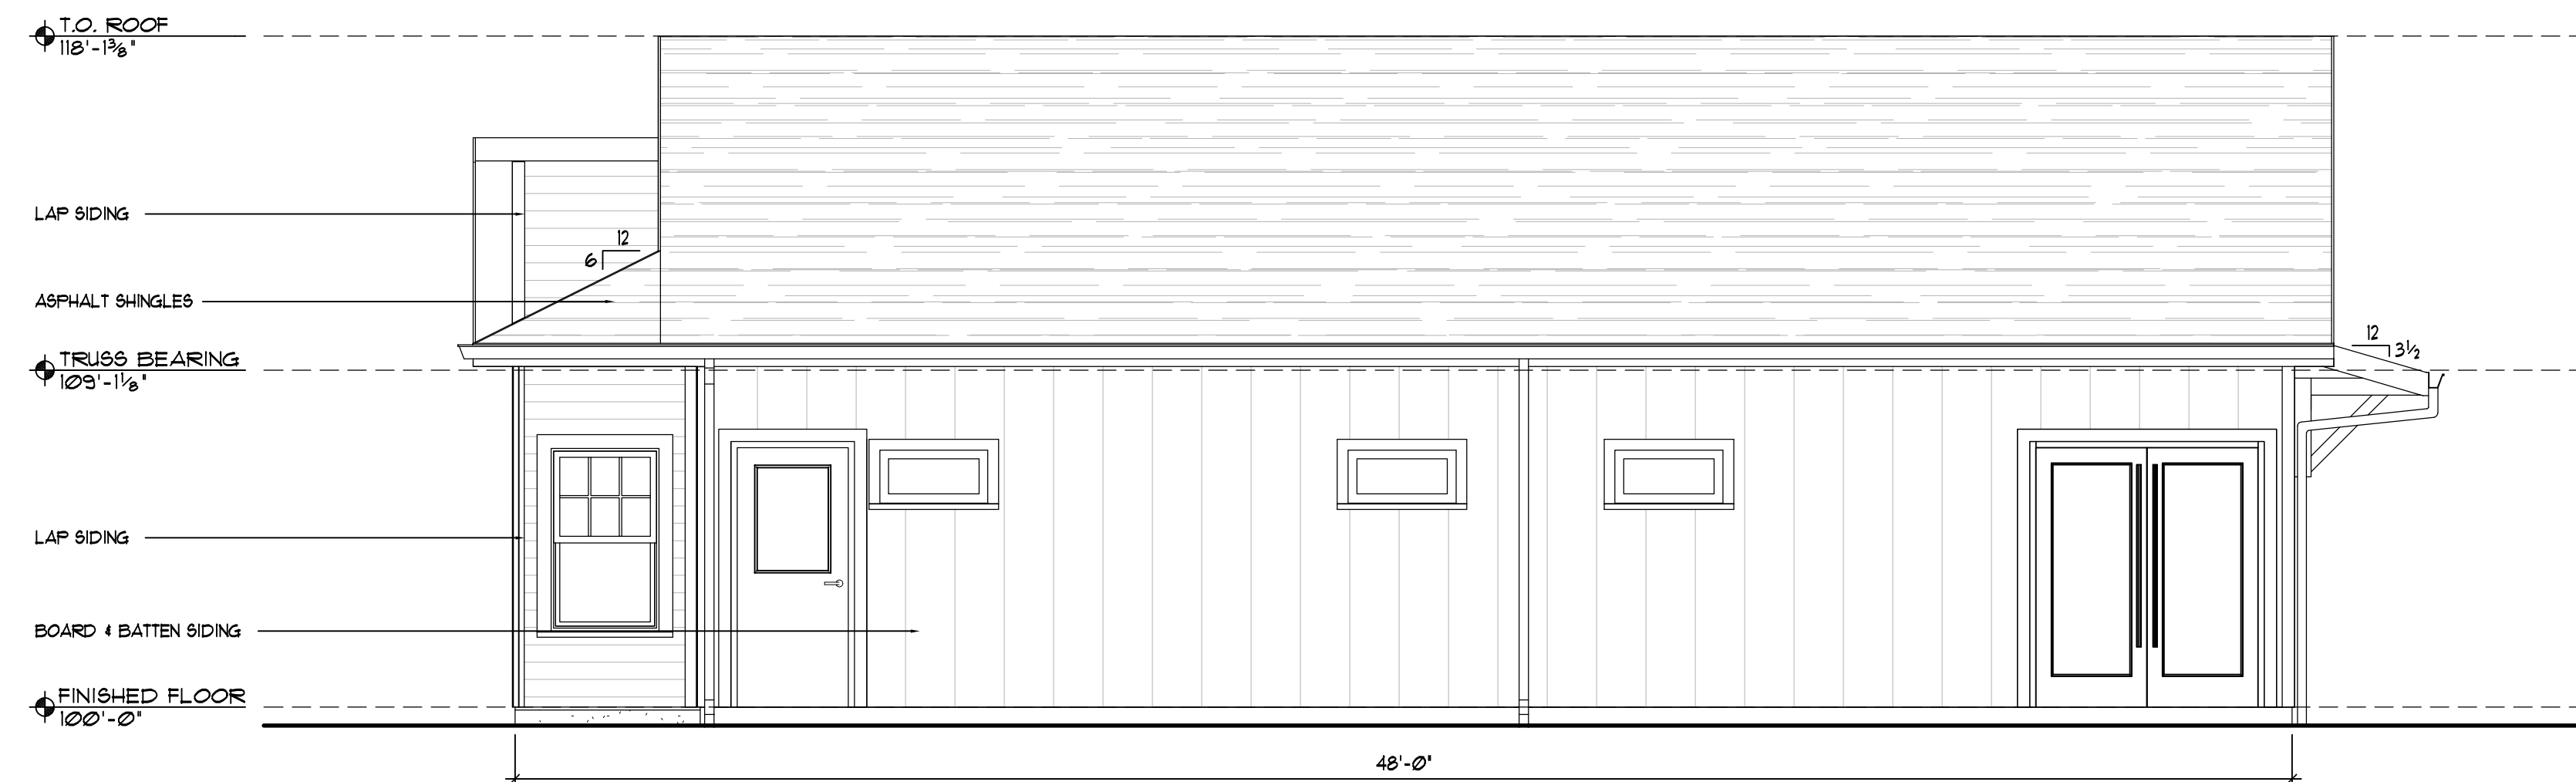 T.O. ROOF
118'-1⅜"
LAP SIDING
12
6
ASPHALT SHINGLES
12
3½
TRUSS BEARING
109'-1⅛"
LAP SIDING
BOARD & BATTEN SIDING
FINISHED FLOOR
100'-0"
48'-0"